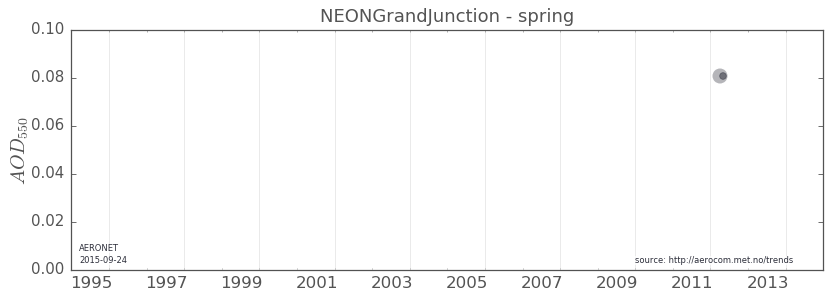 NEONGrandJunction - spring
0.10
0.08
0.06
0.04
0.02
0.00
AOD550
AERONET
2015-09-24
source: http://aerocom.met.no/trends
1995 1997 1999 2001 2003 2005 2007 2009 2011 2013